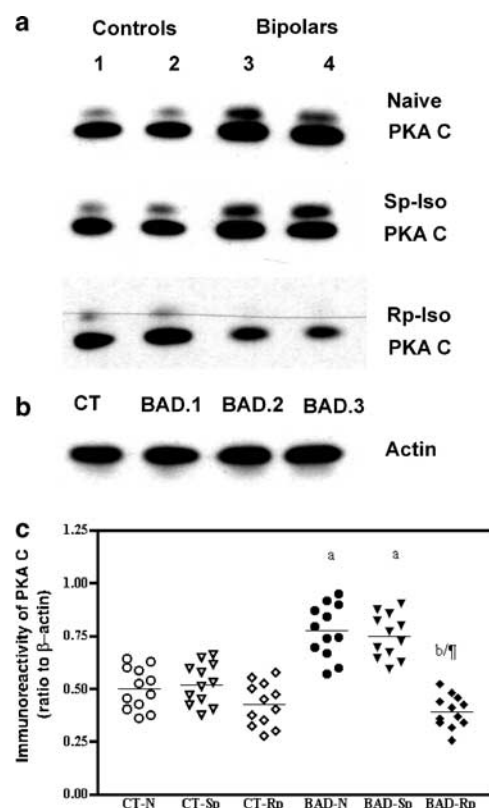 a
Controls Bipolars
1 2 3 4
Naive
PKA C
Sp-Iso
PKA C
Rp-Iso
PKA C
b
CT BAD.1 BAD.2 BAD.3
Actin
c
Immunoreactivity of PKA C
(ratio to β-actin)
1.25
1.00
0.75
0.50
0.25
0.00
a a
b/¶
CT-N CT-Sp CT-Rp BAD-N BAD-Sp BAD-Rp